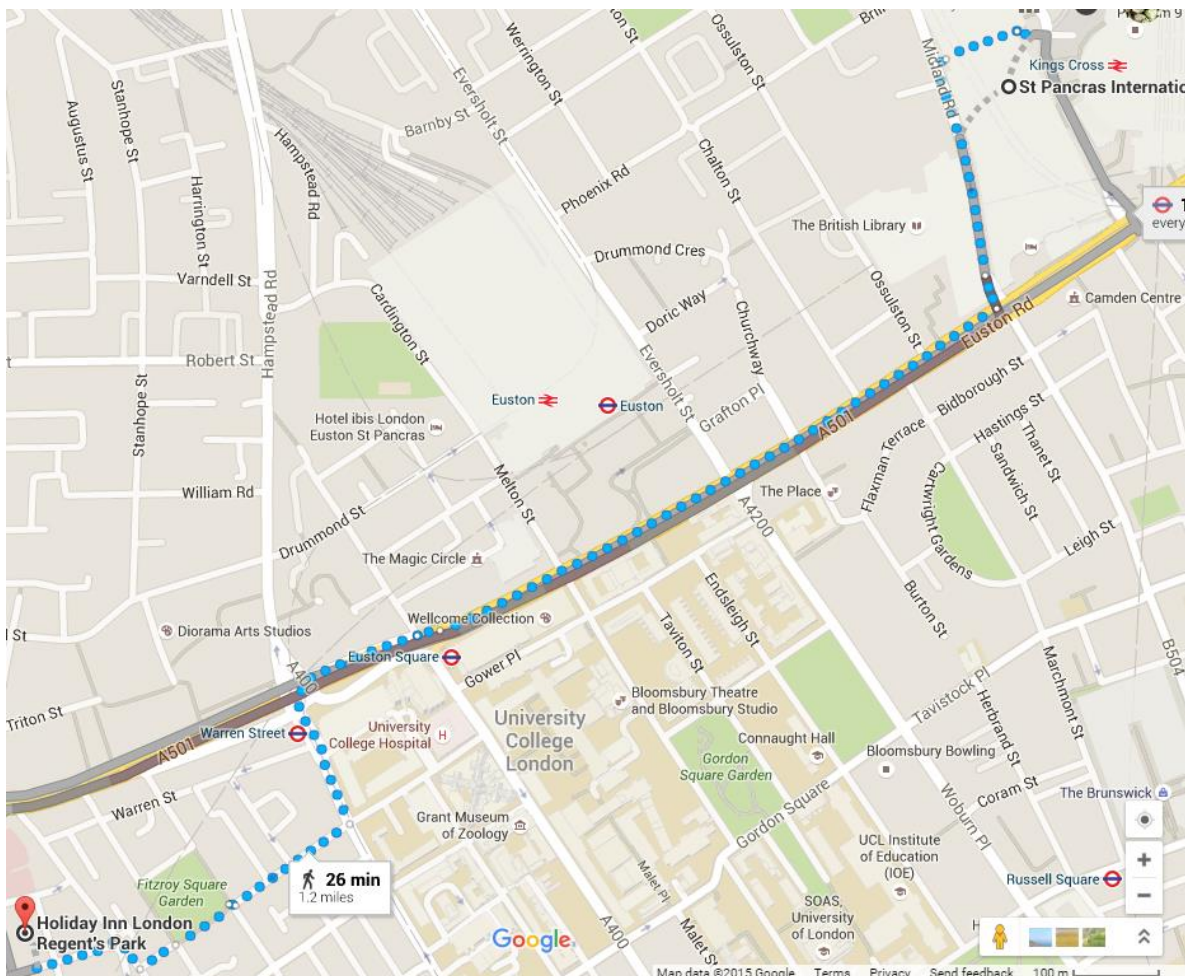 Stanhope St
Augustus St
Harrington St
Hampstead Rd
Werrington St
Eversholt St
Barnby St
Ossulston St
Phoenix Rd
Chalton St
Midland Rd
Kings Cross
St Pancras Internatio
The British Library
every
Varndell St
Hampstead Rd
Cardington St
Drummond Cres
Doric Way
Churchway
Ossulston St
Camden Centre
Euston Rd
Robert St
Stanhope St
Euston
Euston
Eversholt St
Grafton Pl
A501
Bidborough St
Hastings St
Thanet St
Sandwich St
Flaxman Terrace
Cartwright Gardens
Leigh St
Hotel ibis London
Euston St Pancras
William Rd
Drummond St
Melton St
The Place
A4200
The Magic Circle
Endsleigh St
Taviton St
Burton St
Wellcome Collection
Diorama Arts Studios
Euston Square
Gower Pl
A400
Tavistock Pl
Marchmont St
B504
Herbrand St
Triton St
Warren Street
A501
University
College Hospital
University
College
London
Bloomsbury Theatre
and Bloomsbury Studio
Connaught Hall
Gordon
Square Garden
Bloomsbury Bowling
Coram St
The Brunswick
Warren St
Grant Museum
of Zoology
Gordon Square
Woburn Pl
UCL Institute
of Education
(IOE)
Malet Pl
Russell Square
26 min
1.2 miles
Fitzroy Square
Garden
Holiday Inn London
Regent's Park
Google
A400
Malet St
SOAS,
University
of London
Map data ©2015 Google Terms Privacy Send feedback 100 m